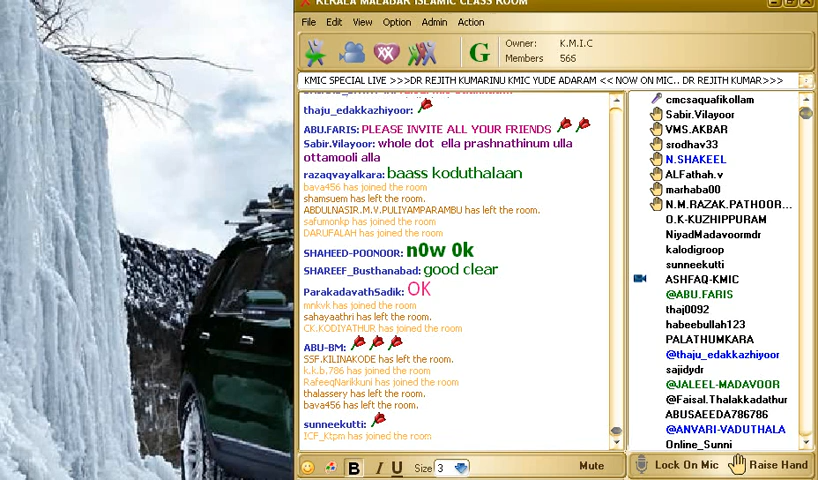 KERALA MALABAR ISLAMIC CLASS ROOM
File Edit View Option Admin Action
G Owner: K.M.I.C
Members 566
KMIC SPECIAL LIVE >>>DR REJITH KUMARINU KMIC YUDE ADARAM << NOW ON MIC.. DR REJITH KUMAR>>>
thaju_edakkazhiyoor:
ABU.FARIS: PLEASE INVITE ALL YOUR FRIENDS
Sabir.Vilayoor: whole dot ella prashnathinum ulla
ottamooli alla
razaqvayalkara: baass koduthalaan
bava456 has joined the room
shamsuem has left the room.
ABDULNASIR.M.V.PULIYAMPARAMBU has left the room.
safumonkp has joined the room
DARUFALAH has joined the room
SHAHEED-POONOOR: n0w 0k
SHAREEF_Busthanabad: good clear
ParakadavathSadik: OK
mnkvk has joined the room
sahayaathri has left the room.
CK.KODIYATHUR has joined the room
ABU-BM:
SSF.KILINAKODE has left the room.
k.k.b.786 has joined the room
RafeeqNarikkuni has joined the room
thalassery has left the room.
bava456 has left the room.
sunneekutti:
ICF_Ktpm has joined the room
B I U Size 3 Mute
cmcsaquafikollam
Sabir.Vilayoor
VMS.AKBAR
srodhav33
N.SHAKEEL
ALFathah.v
marhaba00
N.M.RAZAK.PATHOOR...
O.K-KUZHIPPURAM
NiyadMadavoormdr
kalodigroop
sunneekutti
ASHFAQ-KMIC
@ABU.FARIS
thaj0092
habeebullah123
PALATHUMKARA
@thaju_edakkazhiyoor
sajidydr
@JALEEL-MADAVOOR
@Faisal.Thalakkadathur
ABUSAEEDA786786
@ANVARI-VADUTHALA
Online_Sunni
Lock On Mic Raise Hand